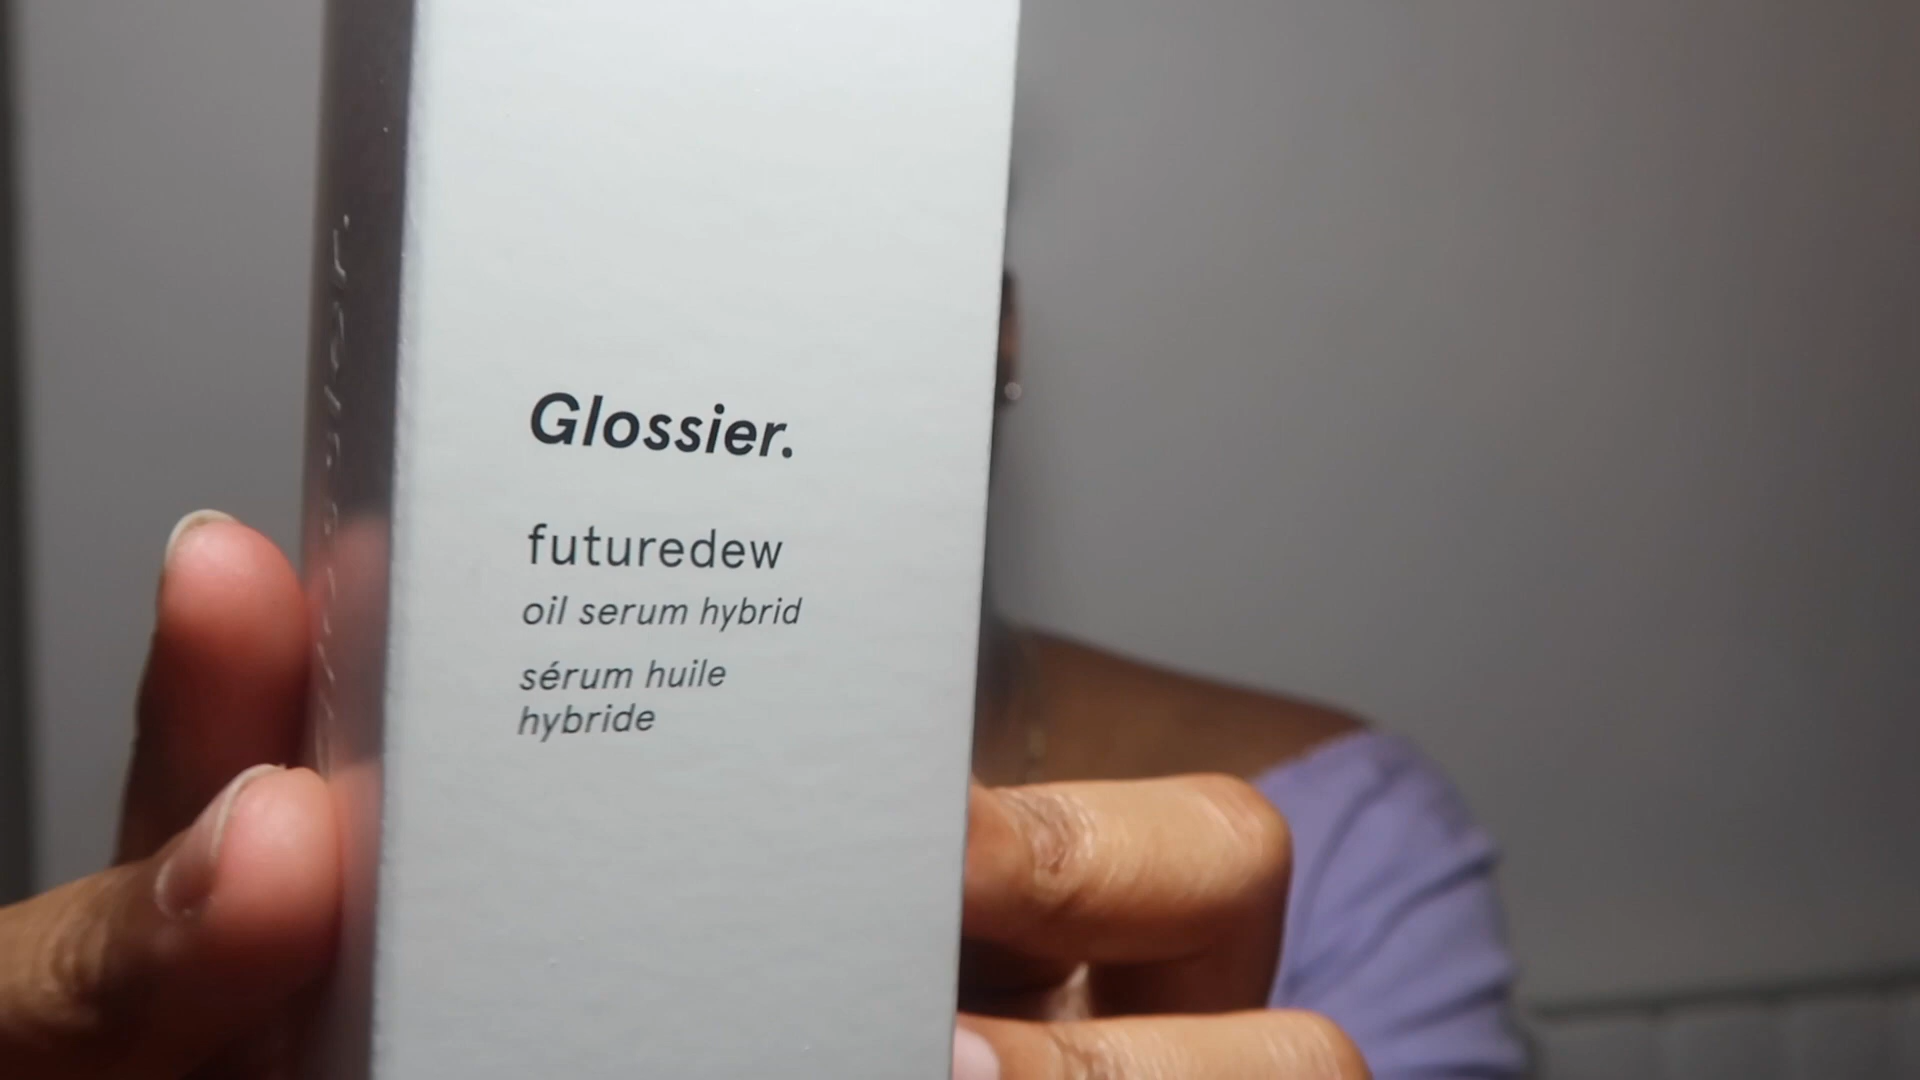 Glossier.
futuredew
oil serum hybrid
sérum huile
hybride